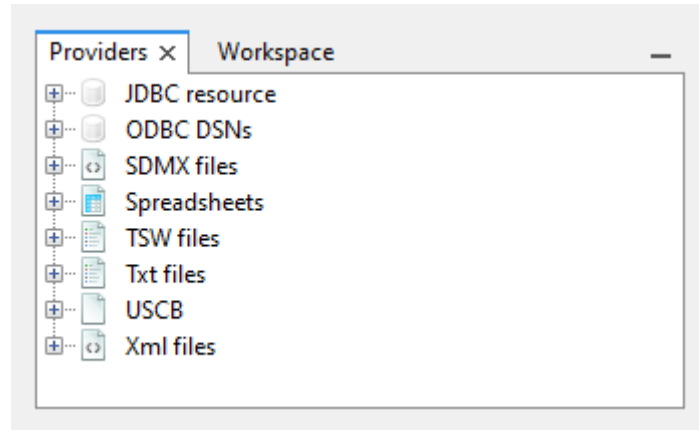 Providers Workspace
JDBC resource
ODBC DSNs
SDMX files
Spreadsheets
TSW files
Txt files
USCB
Xml files